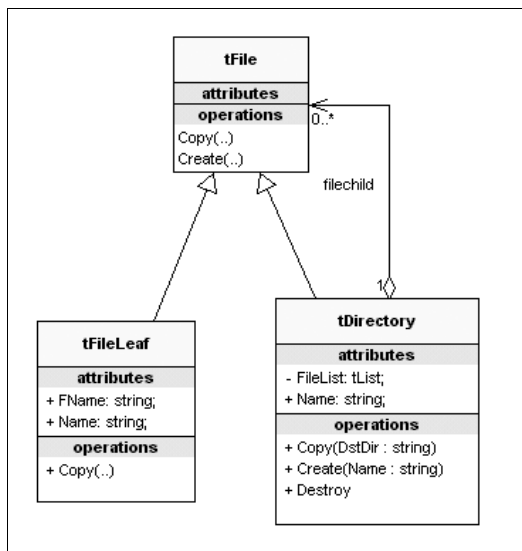 tFile
attributes
operations
Copy(..)
Create(..)
0..*
filechild
1
tFileLeaf
attributes
+ FName: string;
+ Name: string;
operations
+ Copy(..)
tDirectory
attributes
- FileList: tList;
+ Name: string;
operations
+ Copy(DstDir : string)
+ Create(Name : string)
+ Destroy